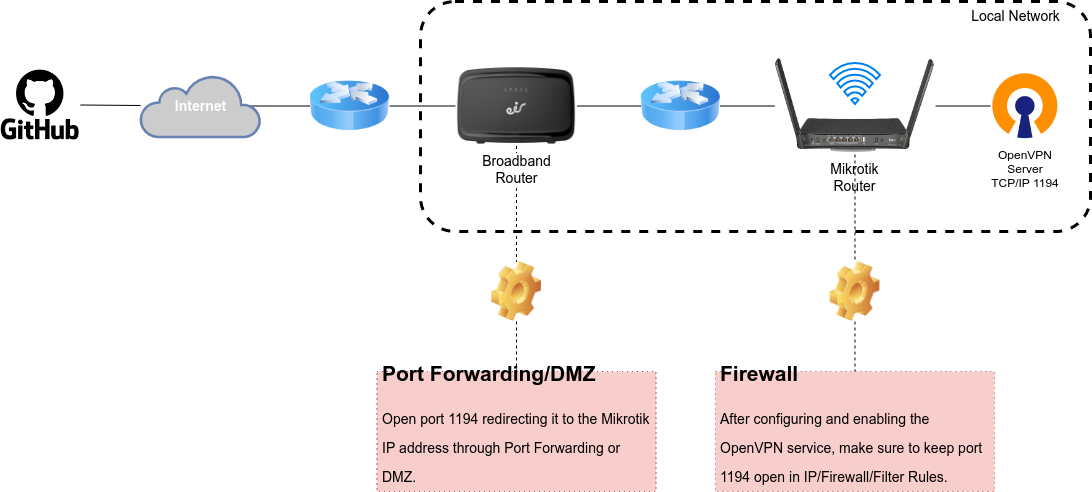 Local Network
GitHub
Internet
eir
Broadband
Router
Mikrotik
Router
OpenVPN
Server
TCP/IP 1194
Port Forwarding/DMZ
Open port 1194 redirecting it to the Mikrotik
IP address through Port Forwarding or
DMZ.
Firewall
After configuring and enabling the
OpenVPN service, make sure to keep port
1194 open in IP/Firewall/Filter Rules.